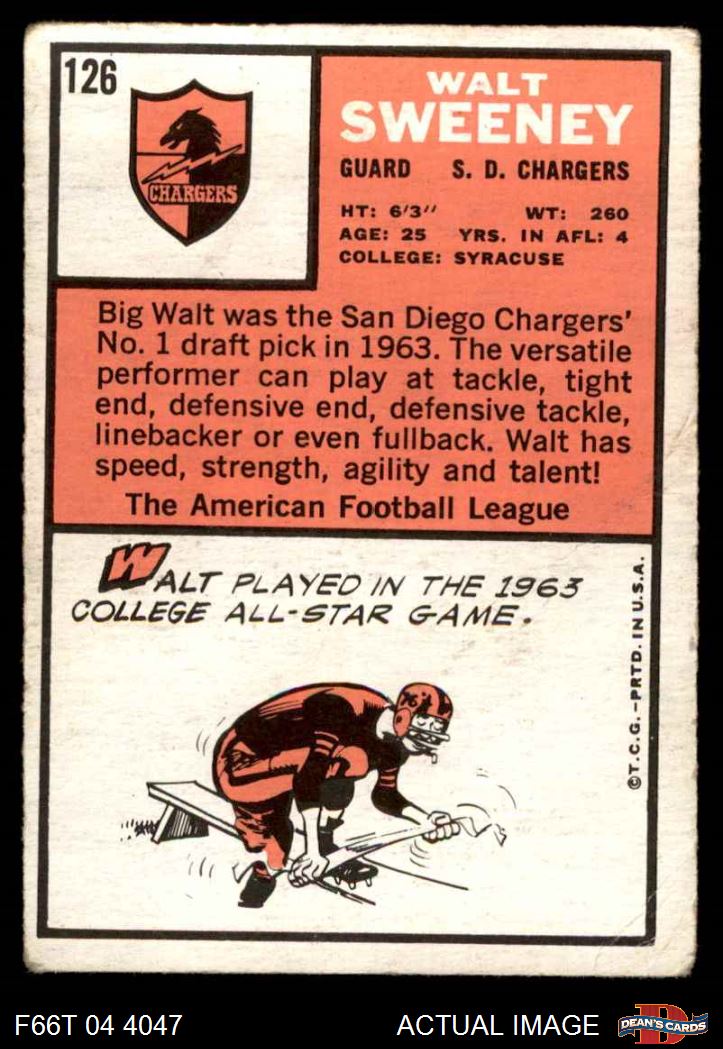 126
CHARGERS
WALT
SWEENEY
GUARD S. D. CHARGERS
HT: 6'3" WT: 260
AGE: 25 YRS. IN AFL: 4
COLLEGE: SYRACUSE
Big Walt was the San Diego Chargers'
No. 1 draft pick in 1963. The versatile
performer can play at tackle, tight
end, defensive end, defensive tackle,
linebacker or even fullback. Walt has
speed, strength, agility and talent!
The American Football League
WALT PLAYED IN THE 1963
COLLEGE ALL-STAR GAME.
76
©T.C.G.–PRTD. IN U.S.A.
F66T 04 4047 ACTUAL IMAGE
D
DEAN'S CARDS